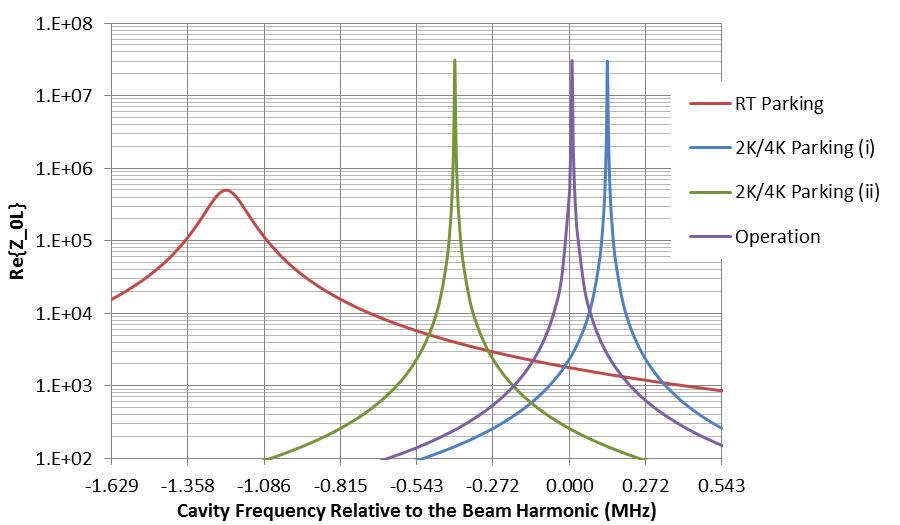 1.E+08
1.E+07
1.E+06
1.E+05
1.E+04
1.E+03
1.E+02
Re{Z_0L}
-1.629 -1.358 -1.086 -0.815 -0.543 -0.272 0.000 0.272 0.543
Cavity Frequency Relative to the Beam Harmonic (MHz)
RT Parking
2K/4K Parking (i)
2K/4K Parking (ii)
Operation